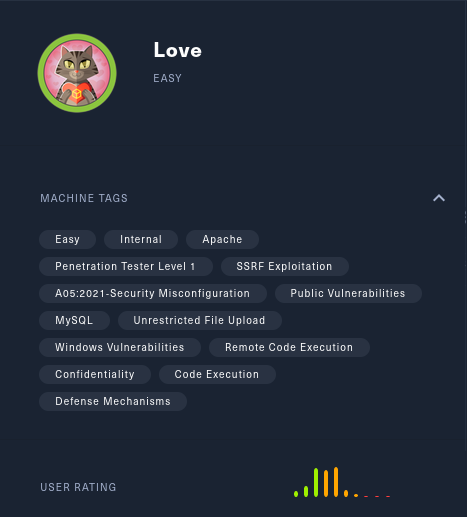 Love
EASY
MACHINE TAGS
Easy Internal Apache
Penetration Tester Level 1 SSRF Exploitation
A05:2021-Security Misconfiguration Public Vulnerabilities
MySQL Unrestricted File Upload
Windows Vulnerabilities Remote Code Execution
Confidentiality Code Execution
Defense Mechanisms
USER RATING